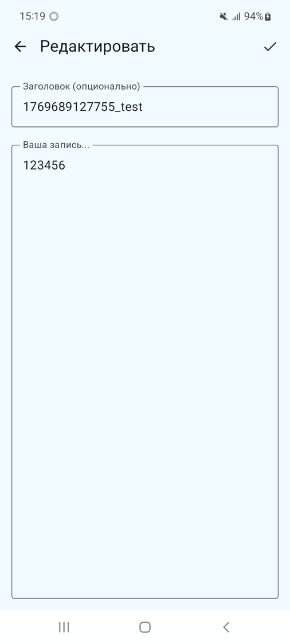 15:19 94%
Редактировать
Заголовок (опционально)
1769689127755_test
Ваша запись...
123456